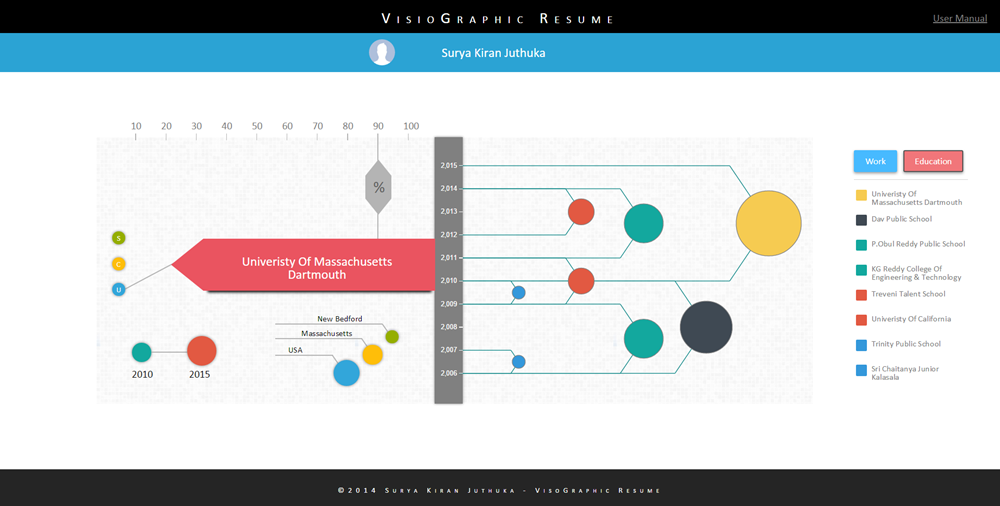 VisioGraphic Resume
User Manual
Surya Kiran Juthuka
10 20 30 40 50 60 70 80 90 100
%
S
C
U
Univeristy Of Massachusetts
Dartmouth
New Bedford
Massachusetts
USA
2010 2015
2,015
2,014
2,013
2,012
2,011
2,010
2,009
2,008
2,007
2,006
Work Education
Univeristy Of
Massachusetts Dartmouth
Dav Public School
P.Obul Reddy Public School
KG Reddy College Of
Engineering & Technology
Treveni Talent School
Univeristy Of California
Trinity Public School
Sri Chaitanya Junior
Kalasala
©2014 Surya Kiran Juthuka - VisoGraphic Resume